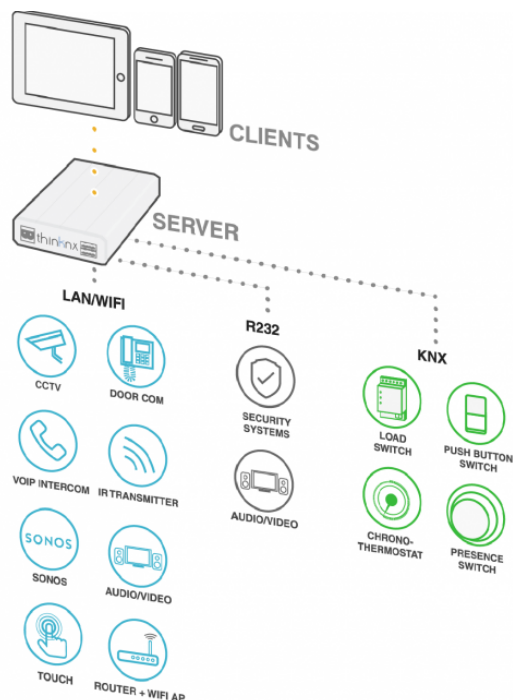 CLIENTS
thinknx
SERVER
LAN/WIFI
CCTV
DOOR COM
VOIP INTERCOM
IR TRANSMITTER
SONOS
SONOS
AUDIO/VIDEO
TOUCH
ROUTER + WIFI AP
R232
SECURITY
SYSTEMS
AUDIO/VIDEO
KNX
LOAD
SWITCH
PUSH BUTTON
SWITCH
CHRONO-
THERMOSTAT
PRESENCE
SWITCH